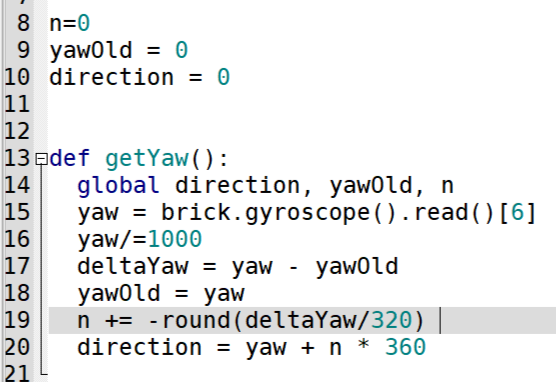 8 n=0
9 yawOld = 0
10 direction = 0
11
12
13 def getYaw():
14 global direction, yawOld, n
15 yaw = brick.gyroscope().read()[6]
16 yaw/=1000
17 deltaYaw = yaw - yawOld
18 yawOld = yaw
19 n += -round(deltaYaw/320)
20 direction = yaw + n * 360
21